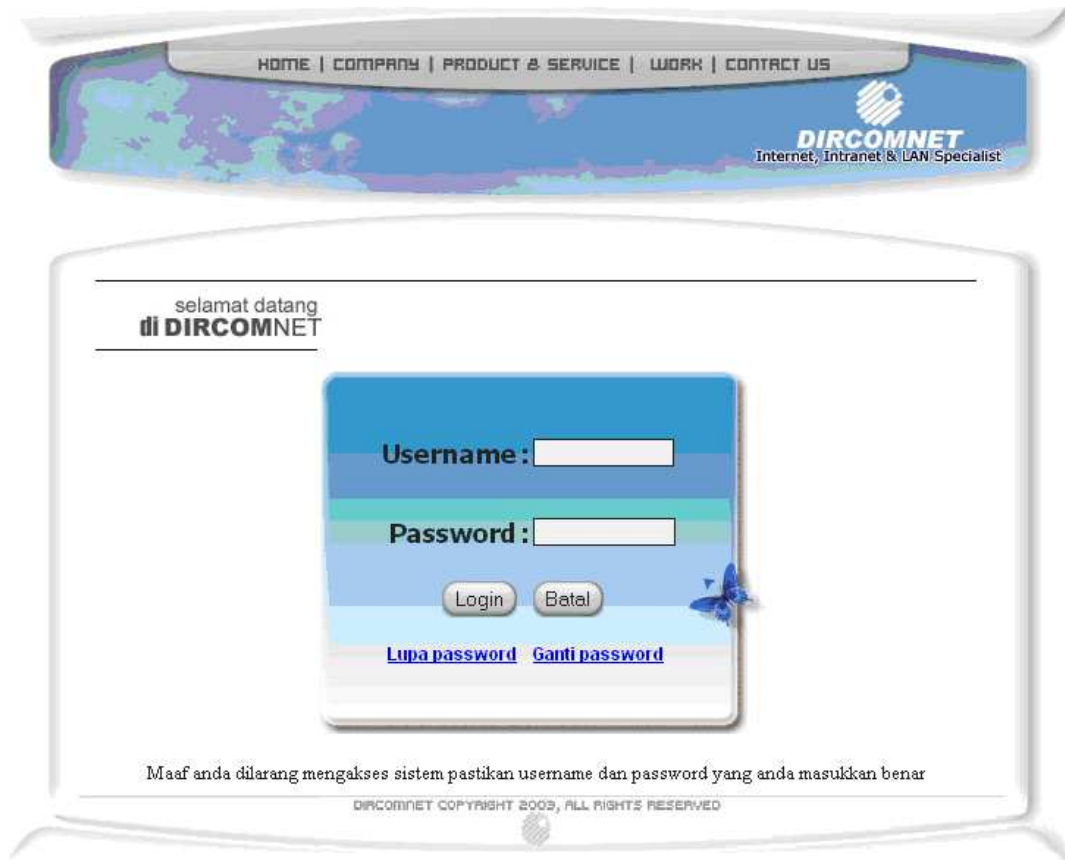 HOME | COMPANY | PRODUCT & SERVICE | WORK | CONTACT US
DIRCOMNET
Internet, Intranet & LAN Specialist
selamat datang
di DIRCOMNET
Username :
Password :
Login Batal
Lupa password Ganti password
Maaf anda dilarang mengakses sistem pastikan username dan password yang anda masukkan benar
DIRCOMNET COPYRIGHT 2003, ALL RIGHTS RESERVED